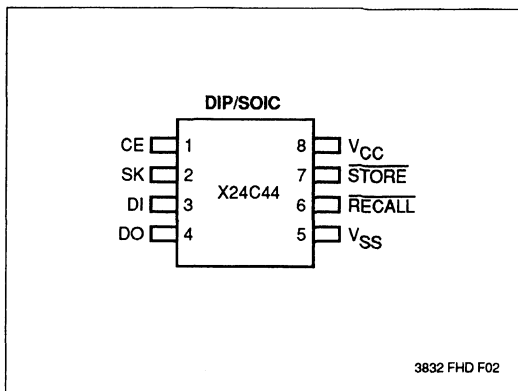 DIP/SOIC
CE 1 8 VCC
SK 2 7 STORE
X24C44
DI 3 6 RECALL
DO 4 5 VSS
3832 FHD F02